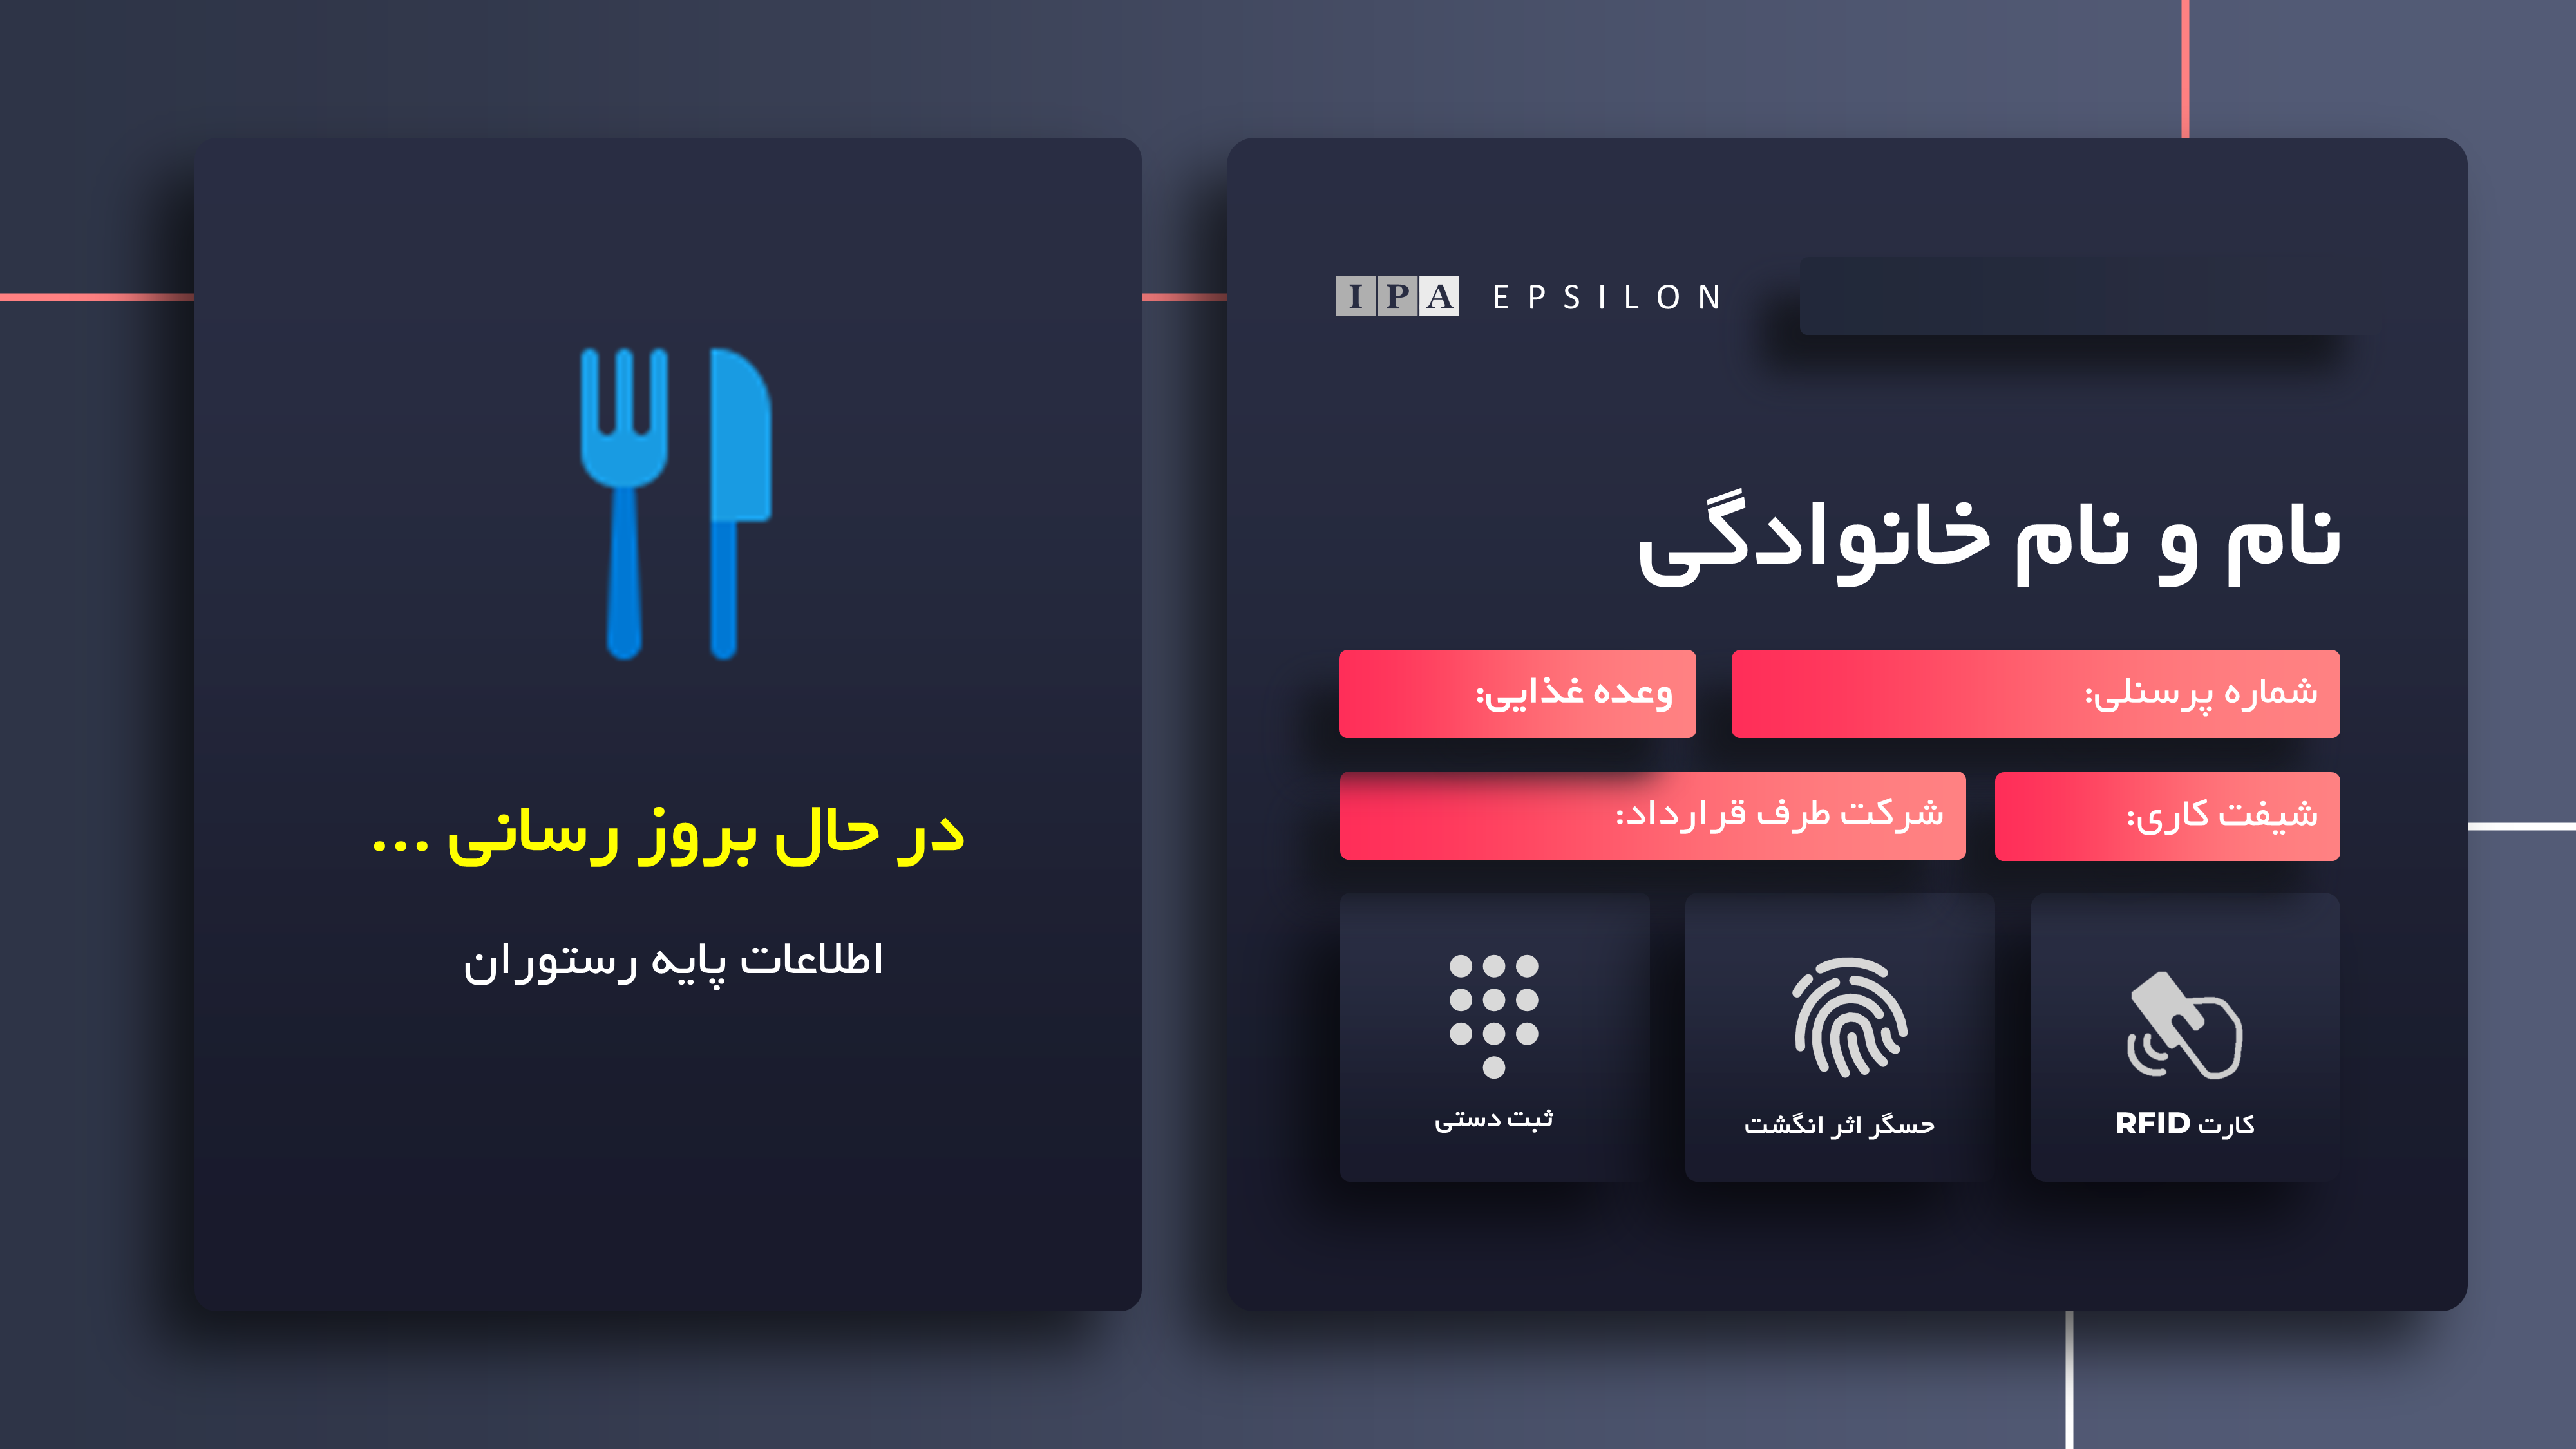 IPA EPSILON
نام و نام خانوادگی
شماره پرسنلی:
وعده غذایی:
شیفت کاری:
شرکت طرف قرارداد:
کارت RFID
حسگر اثر انگشت
ثبت دستی
در حال بروز رسانی ...
اطلاعات پایه رستوران